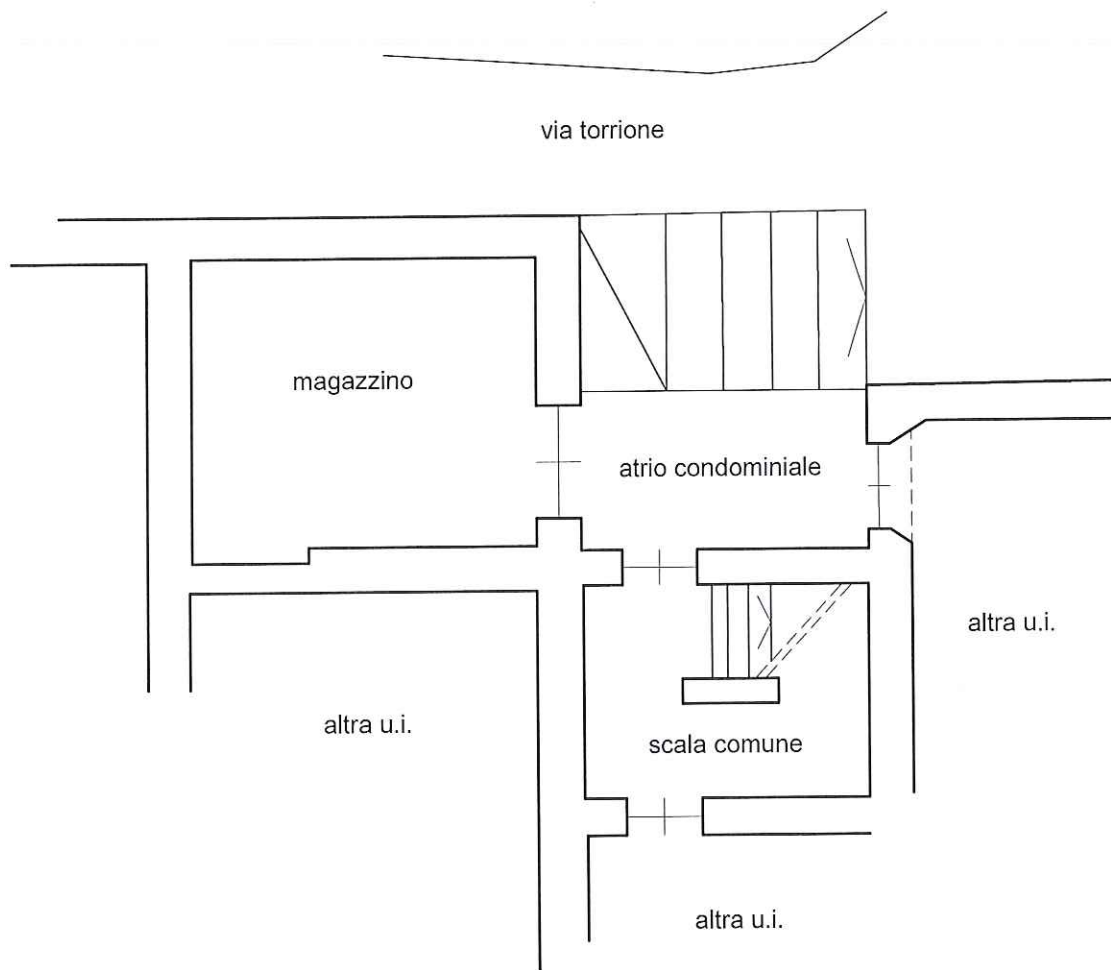 via torrione
magazzino
atrio condominiale
altra u.i.
altra u.i.
scala comune
altra u.i.